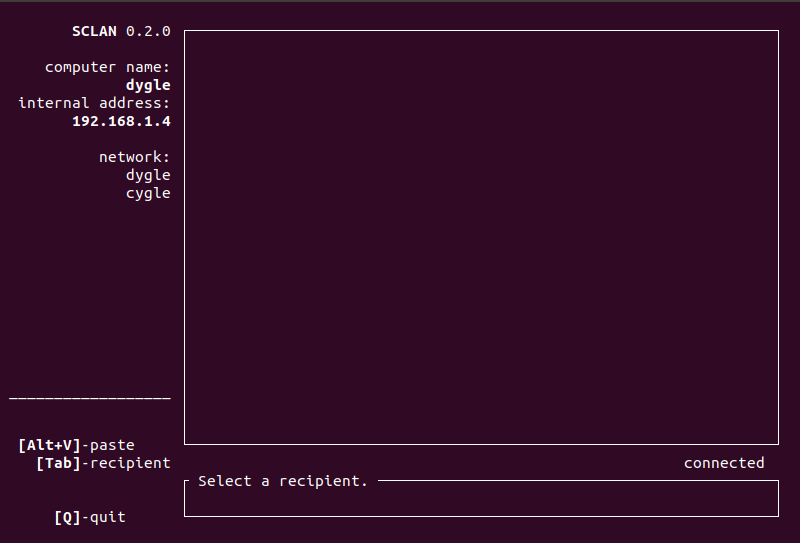 SCLAN 0.2.0
computer name:
dygle
internal address:
192.168.1.4
network:
dygle
cygle
[Alt+V]-paste
[Tab]-recipient
connected
Select a recipient.
[Q]-quit